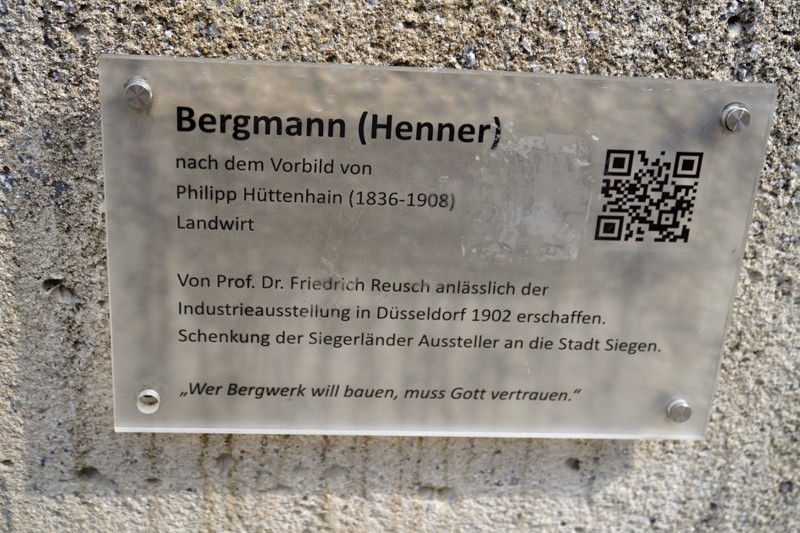 Bergmann (Henner)
nach dem Vorbild von
Philipp Hüttenhain (1836-1908)
Landwirt
Von Prof. Dr. Friedrich Reusch anlässlich der
Industrieausstellung in Düsseldorf 1902 erschaffen.
Schenkung der Siegerländer Aussteller an die Stadt Siegen.
„Wer Bergwerk will bauen, muss Gott vertrauen.“